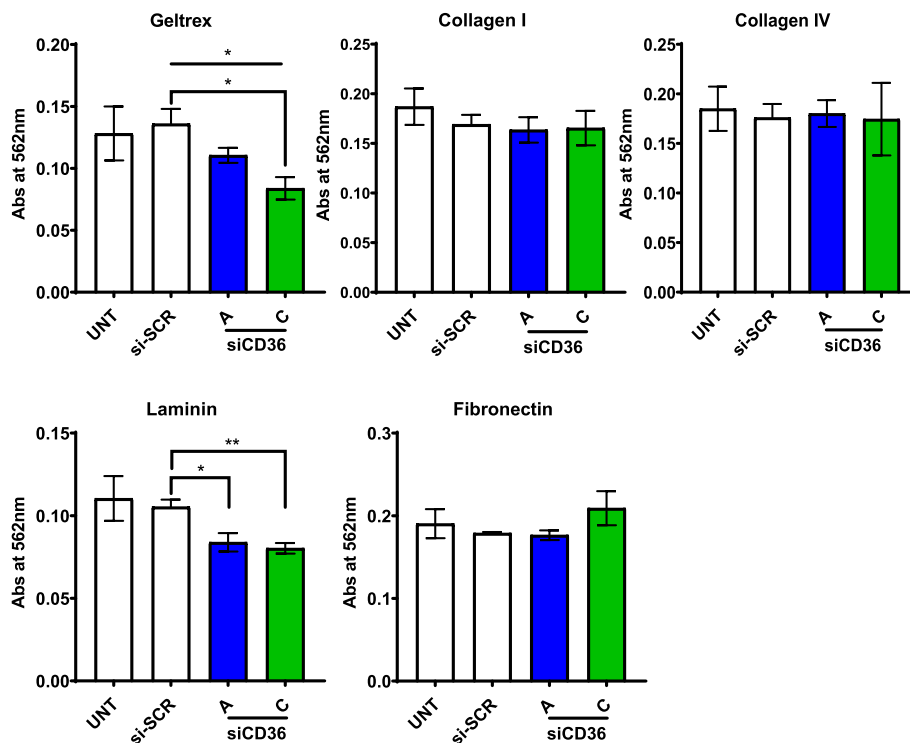 Geltrex
Abs at 562nm
0.20
0.15
0.10
0.05
0.00
*
*
UNT
si-SCR
A
C
siCD36
Collagen I
Abs at 562nm
0.25
0.20
0.15
0.10
0.05
0.00
UNT
si-SCR
A
C
siCD36
Collagen IV
Abs at 562nm
0.25
0.20
0.15
0.10
0.05
0.00
UNT
si-SCR
A
C
siCD36
Laminin
Abs at 562nm
0.15
0.10
0.05
0.00
**
*
UNT
si-SCR
A
C
siCD36
Fibronectin
Abs at 562nm
0.3
0.2
0.1
0.0
UNT
si-SCR
A
C
siCD36